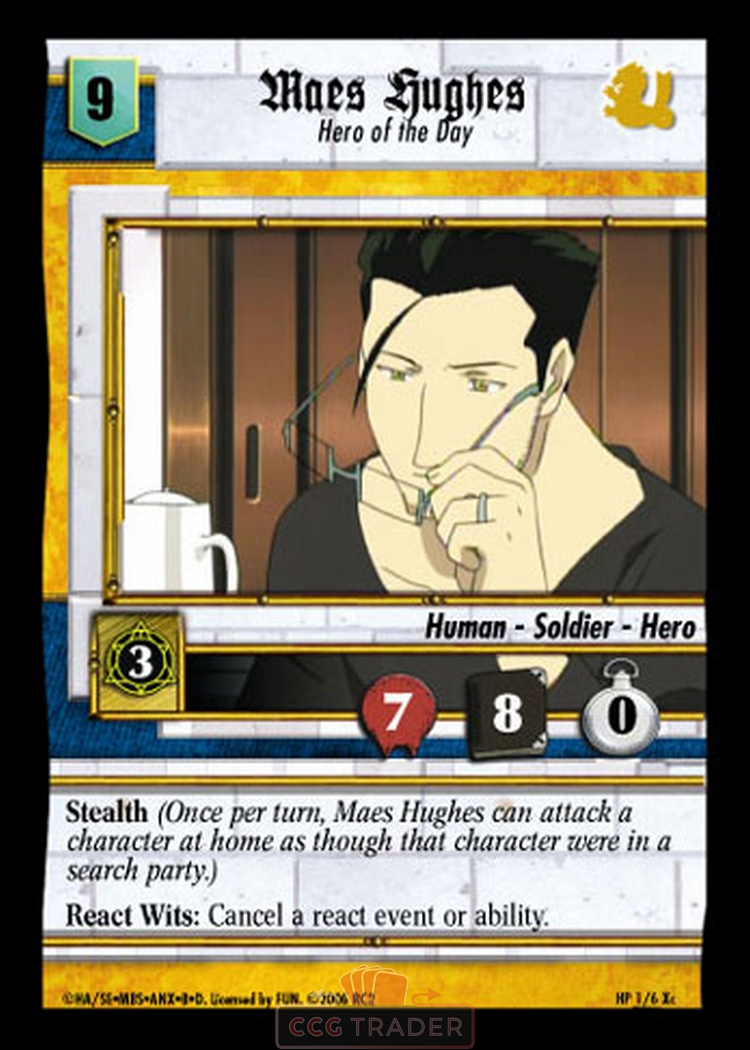 9
Maes Hughes
Hero of the Day
Human - Soldier - Hero
3
7 8 0
Stealth (Once per turn, Maes Hughes can attack a
character at home as though that character were in a
search party.)
React Wits: Cancel a react event or ability.
©HA/SE•MBS•ANX•B•D. Licensed by FUN. ©2006 RC2
HP 1/6 Xc
CCG TRADER